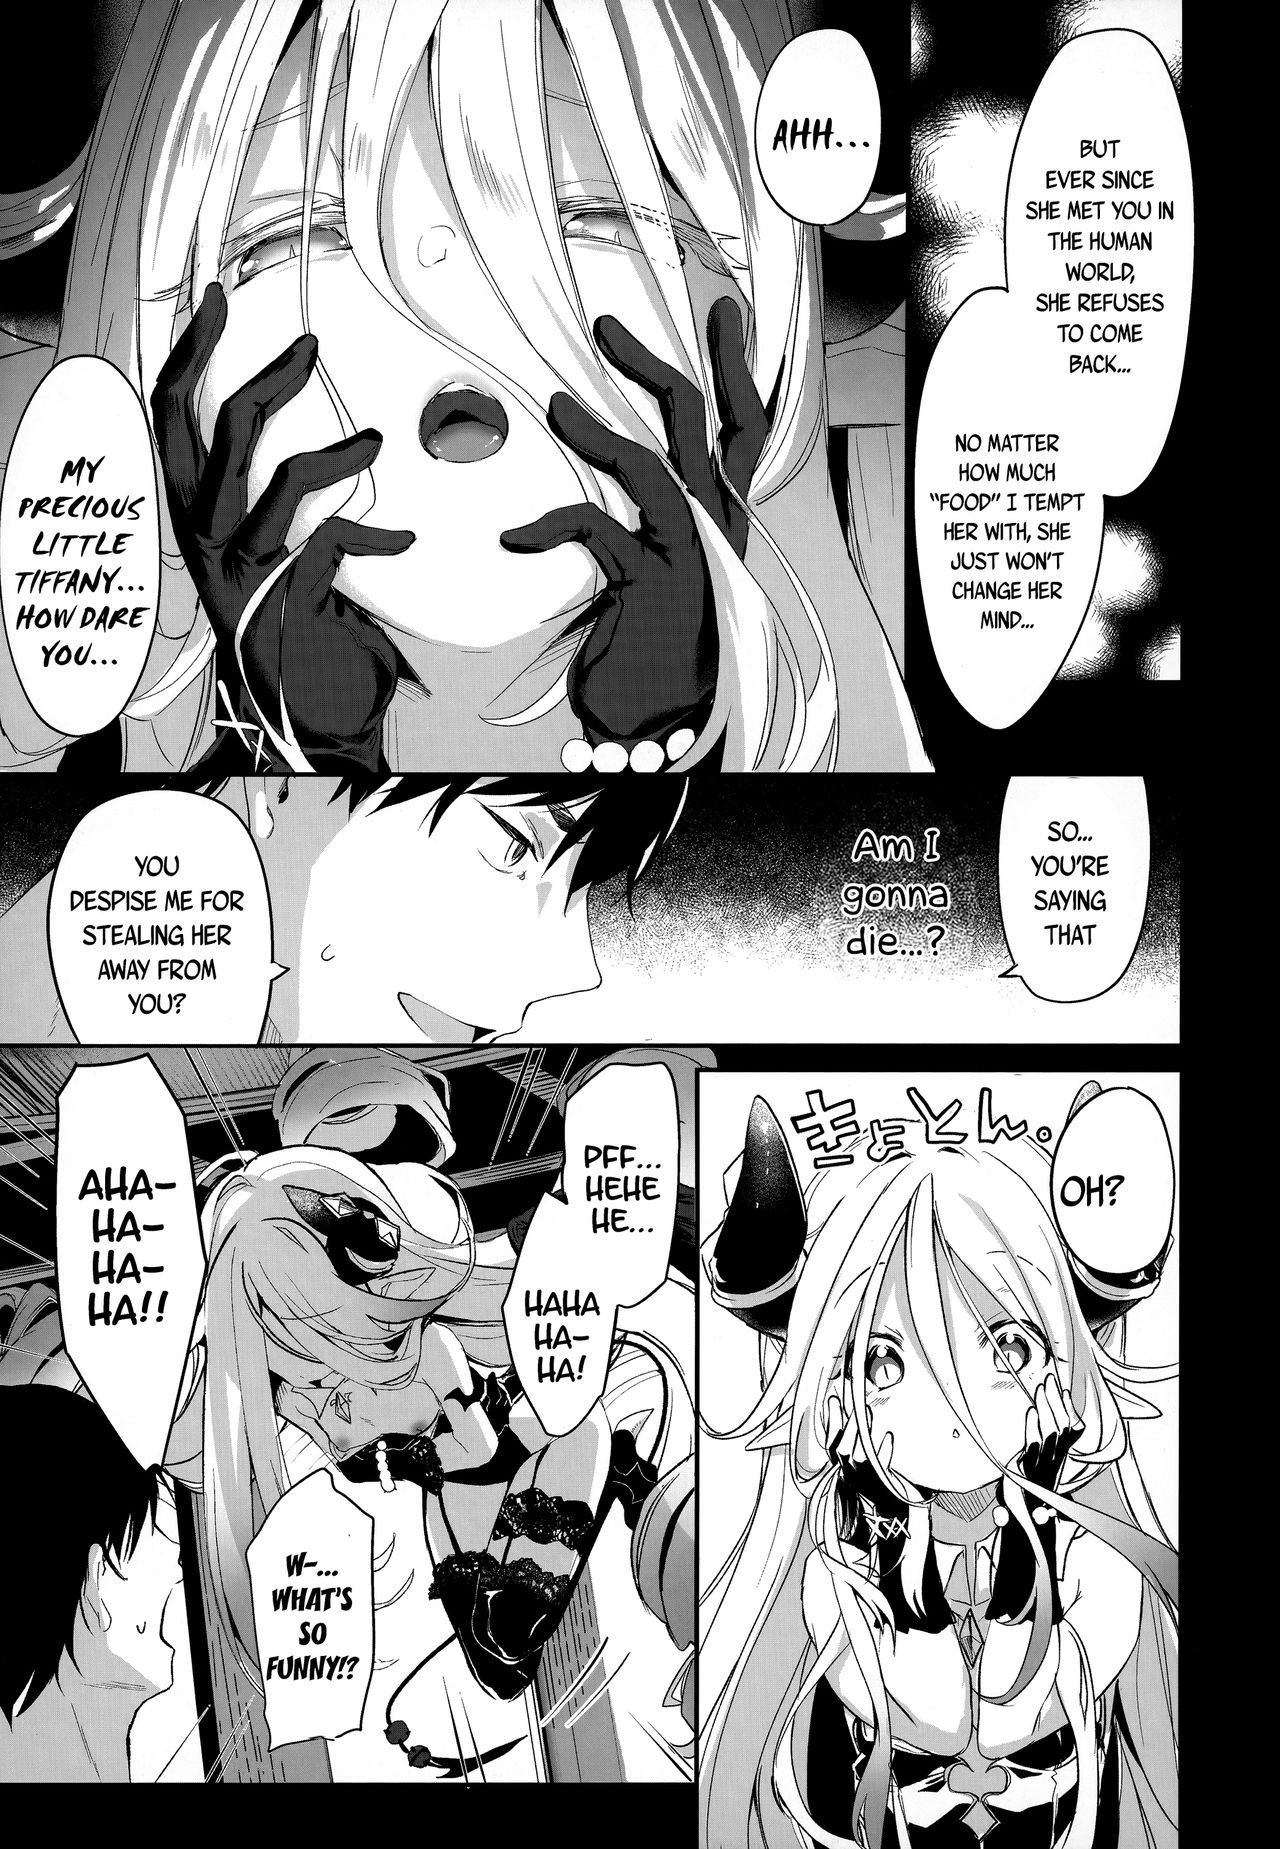 BUT
EVER SINCE
SHE MET YOU IN
THE HUMAN
WORLD,
SHE REFUSES
TO COME
BACK...
NO MATTER
HOW MUCH
"FOOD" I TEMPT
HER WITH, SHE
JUST WON'T
CHANGE HER
MIND...
AHH...
MY
PRECIOUS
LITTLE
TIFFANY...
HOW DARE
YOU...
SO...
YOU'RE
SAYING
THAT
Am I
gonna
die...?
YOU
DESPISE ME FOR
STEALING HER
AWAY FROM
YOU?
OH?
きょとん。
PFF...
HEHE
HE...
HAHA
HA-
HA!
AHA-
HA-
HA-
HA!!
W-...
WHAT'S
SO
FUNNY!?